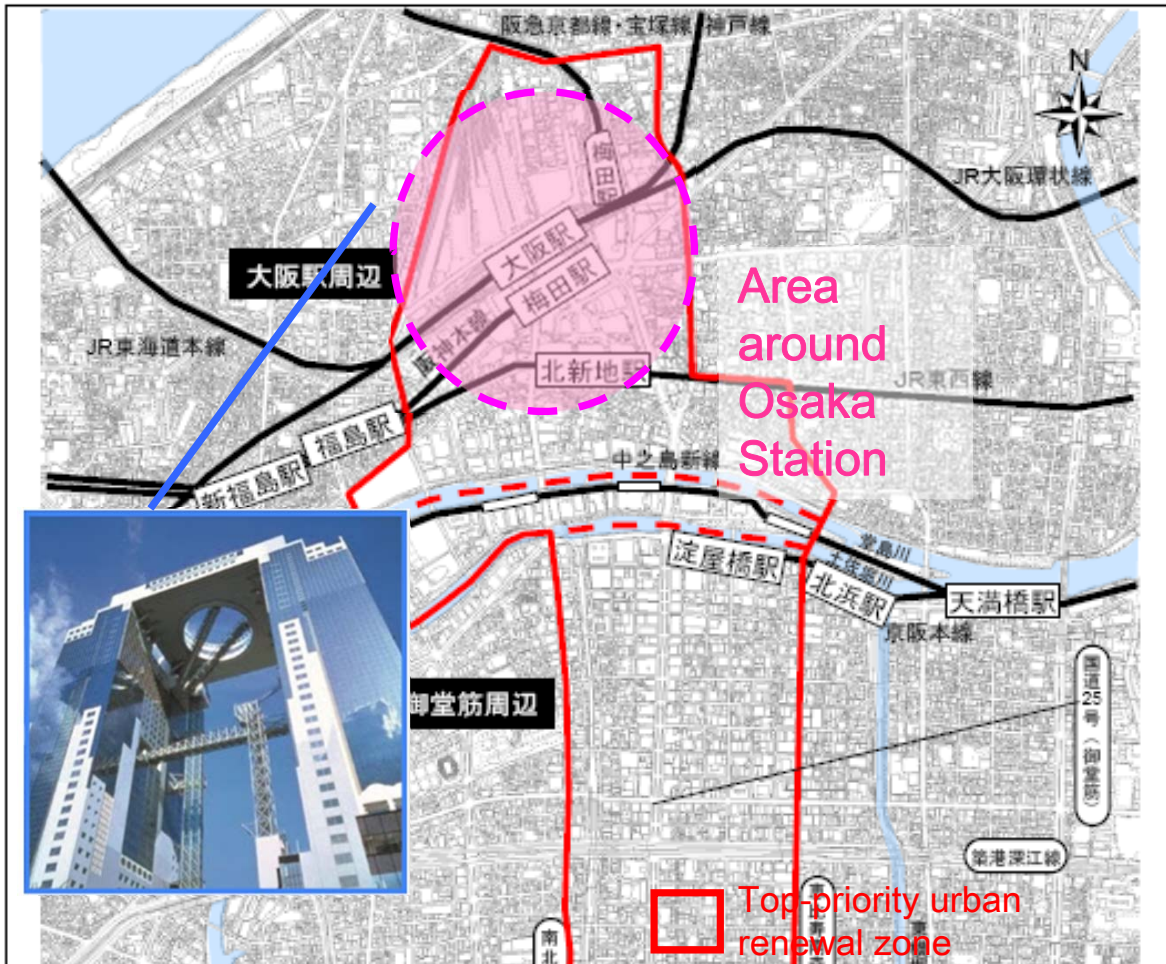 阪急京都線・宝塚線・神戸線
N
梅田駅
JR大阪環状線
大阪駅
大阪駅周辺
梅田駅
Area
around
Osaka
Station
JR東海道本線
阪神本線
北新地駅
JR東西線
福島駅
新福島駅
中之島新線
堂島川
土佐堀川
淀屋橋駅
北浜駅
天満橋駅
京阪本線
御堂筋周辺
国道25号(御堂筋)
築港深江線
Top-priority urban
renewal zone
南北